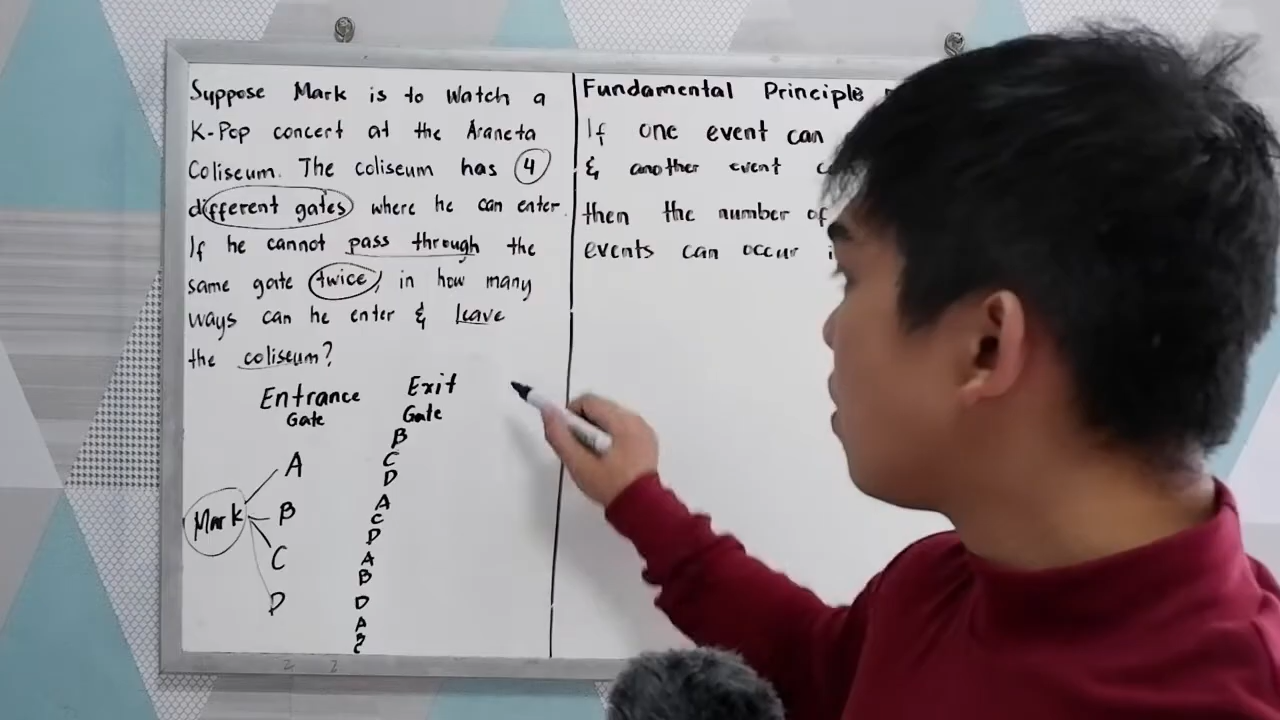 Suppose Mark is to Watch a
K-Pop concert at the Araneta
Coliseum. The coliseum has 4
different gates where he can enter.
If he cannot pass through the
same gate twice, in how many
ways can he enter & leave
the coliseum?
Entrance
Gate
Exit
Gate
Mark
A
B
C
D
B
C
D
A
C
D
A
B
D
A
B
C
Fundamental Principle
If one event can
& another event
then the number of
events can occur